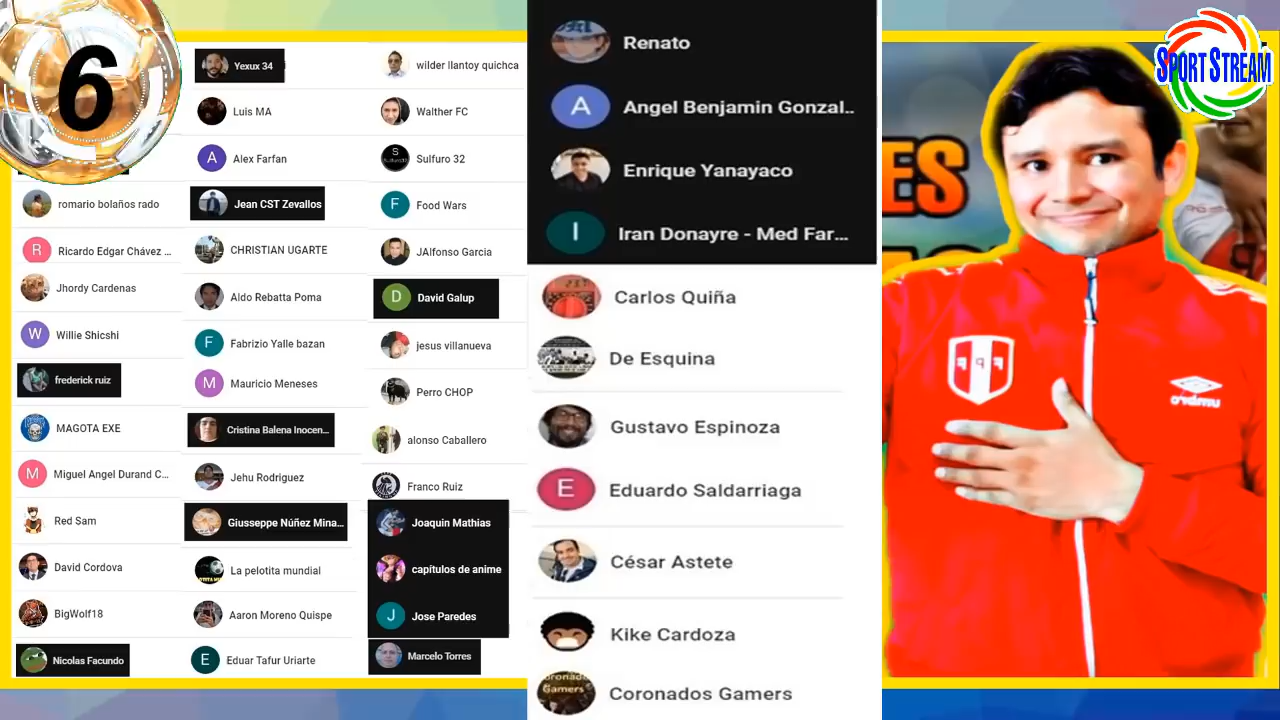 6
romario bolaños rado
Ricardo Edgar Chávez ...
Jhordy Cardenas
Willie Shicshi
frederick ruiz
MAGOTA EXE
Miguel Angel Durand C...
Red Sam
David Cordova
BigWolf18
Nicolas Facundo
Yexux 34
Luis MA
A
Alex Farfan
Jean CST Zevallos
CHRISTIAN UGARTE
Aldo Rebatta Poma
F
Fabrizio Yalle bazan
M
Mauricio Meneses
Cristina Balena Inocen...
Jehu Rodriguez
Giusseppe Núñez Mina...
La pelotita mundial
Aaron Moreno Quispe
E
Eduar Tafur Uriarte
wilder llantoy quichca
Walther FC
Sulfuro 32
F
Food Wars
JAlfonso Garcia
D
David Galup
jesus villanueva
Perro CHOP
alonso Caballero
Franco Ruiz
Joaquin Mathias
capítulos de anime
J
Jose Paredes
Marcelo Torres
Renato
A
Angel Benjamin Gonzal..
Enrique Yanayaco
I
Iran Donayre - Med Far...
Carlos Quiña
De Esquina
Gustavo Espinoza
E
Eduardo Saldarriaga
César Astete
Kike Cardoza
Coronados Gamers
R
W
M
SPORT STREAM
ES
FPF
umbro